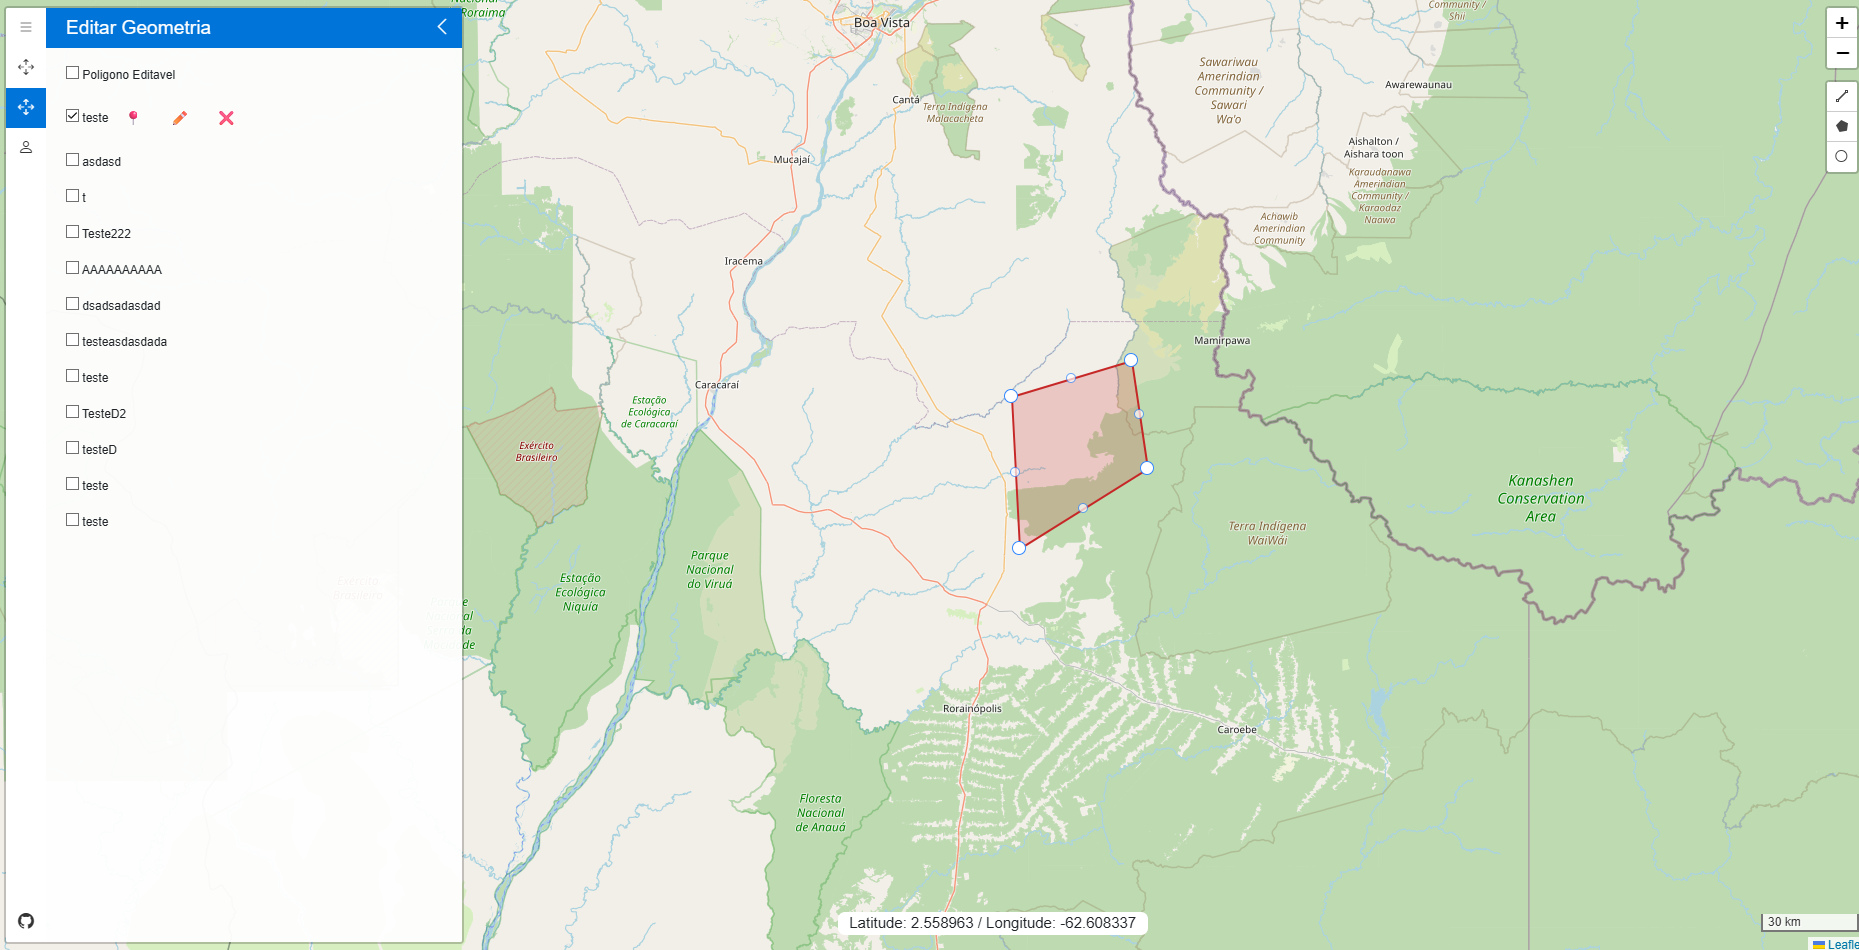 Editar Geometria
Poligono Editavel
teste
asdasd
t
Teste222
AAAAAAAAAA
dsadsadasdad
testeasdasdada
teste
TesteD2
testeD
teste
teste
Roraima
Boa Vista
Cantá
Terra Indígena
Malacacheta
Mucajaí
Iracema
Caracaraí
Estação
Ecológica
de Caracaraí
Exército
Brasileiro
Parque
Nacional
do Viruá
Estação
Ecológica
Niquía
Rorainópolis
Caroebe
Floresta
Nacional
de Anauá
Terra Indígena
WaiWái
Kanashen
Conservation
Area
Mamirpawa
Achawib
Amerindian
Community
Karaudanawa
Amerindian
Community /
Karaodaz
Naawa
Aishalton /
Aishara toon
Awarewaunau
Sawariwau
Amerindian
Community /
Sawari
Wa'o
Community /
Shii
+
−
Latitude: 2.558963 / Longitude: -62.608337
30 km
Leafle